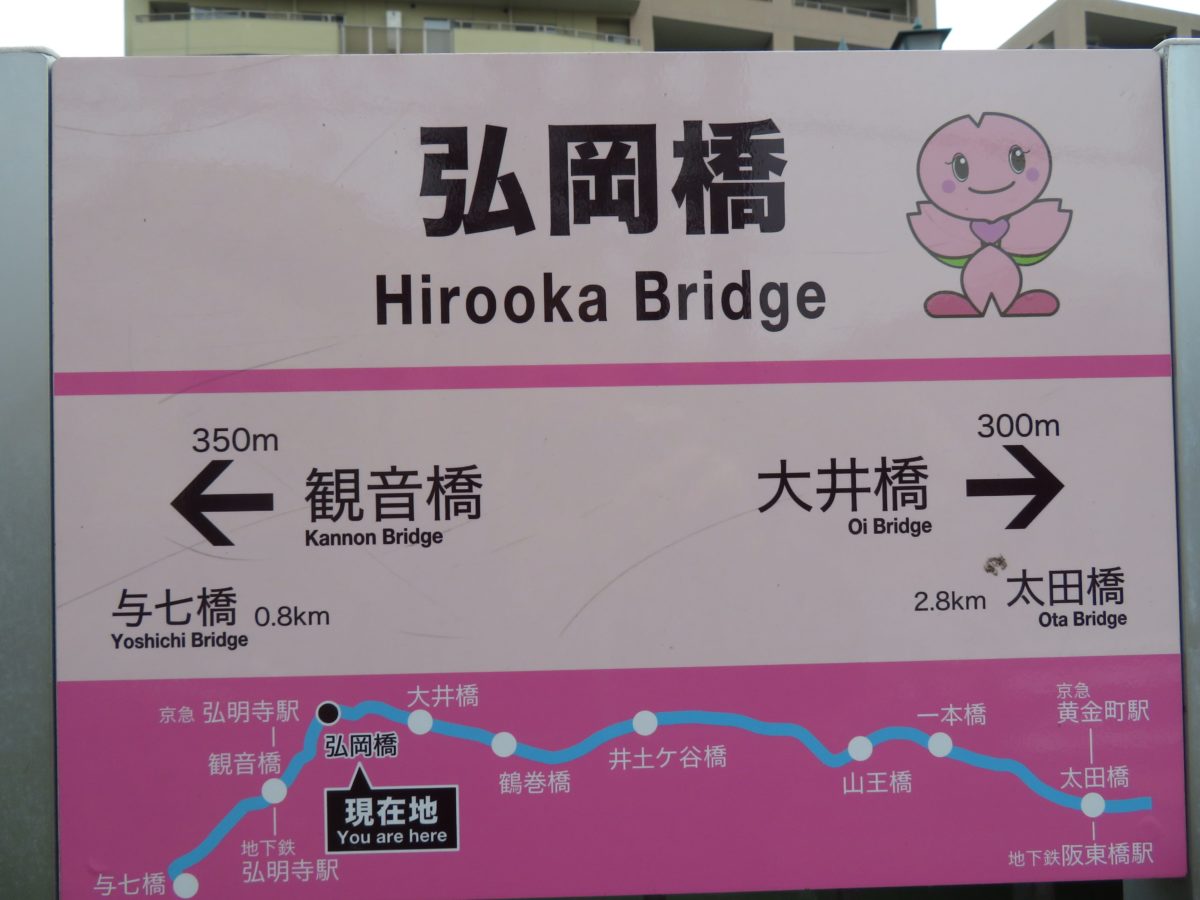 弘岡橋
Hirooka Bridge
350m
観音橋
Kannon Bridge
300m
大井橋
Oi Bridge
与七橋 0.8km
Yoshichi Bridge
2.8km 太田橋
Ota Bridge
京急 弘明寺駅
弘岡橋
現在地
You are here
観音橋
地下鉄
弘明寺駅
与七橋
大井橋
鶴巻橋
井土ケ谷橋
山王橋
一本橋
京急
黄金町駅
太田橋
地下鉄阪東橋駅